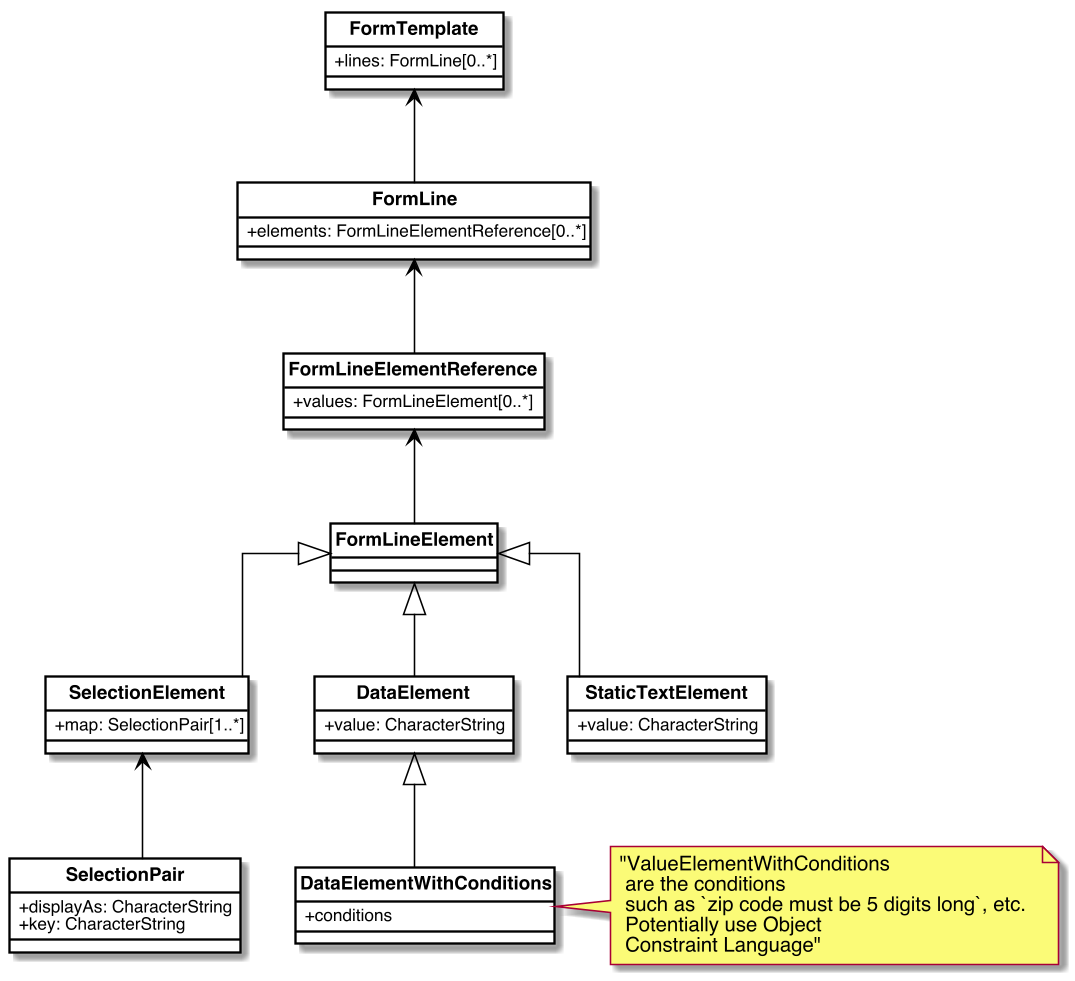 FormTemplate
+lines: FormLine[0..*]
FormLine
+elements: FormLineElementReference[0..*]
FormLineElementReference
+values: FormLineElement[0..*]
FormLineElement
SelectionElement
+map: SelectionPair[1..*]
DataElement
+value: CharacterString
StaticTextElement
+value: CharacterString
SelectionPair
+displayAs: CharacterString
+key: CharacterString
DataElementWithConditions
+conditions
"ValueElementWithConditions
are the conditions
such as `zip code must be 5 digits long`, etc.
Potentially use Object
Constraint Language"